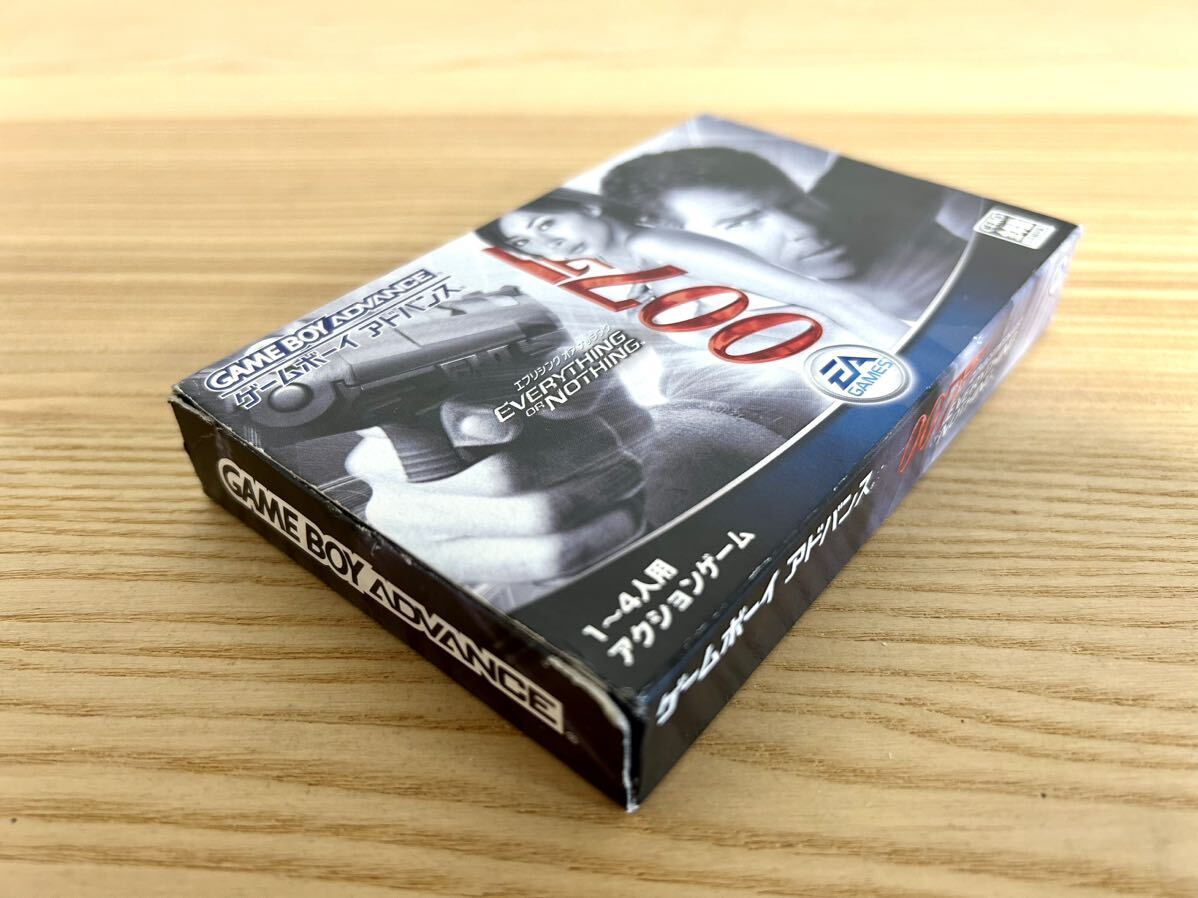 GAME BOY ADVANCE
ゲームボーイ アドバンス
007
エブリシング オア ナッシング
EVERYTHING
OR NOTHING™
EA
GAMES
1〜4人用
アクションゲーム
GAME BOY ADVANCE
ゲームボーイ アドバンス